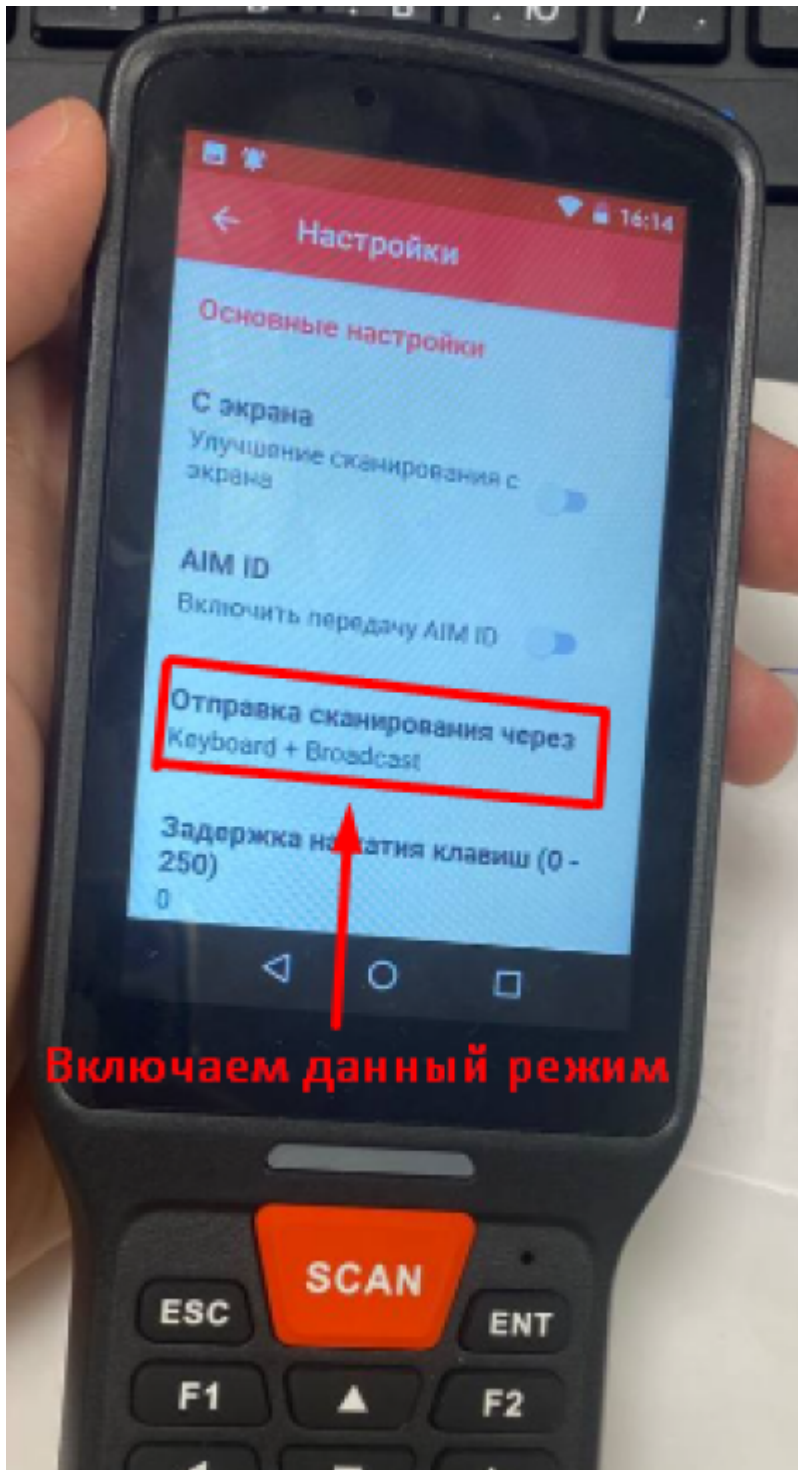 Ю
16:14
Настройки
Основные настройки
С экрана
Улучшение сканирования с
экрана
AIM ID
Включить передачу AIM ID
Отправка сканирования через
Keyboard + Broadcast
Задержка нажатия клавиш (0 -
250)
0
Включаем данный режим
SCAN
ESC
ENT
F1
F2